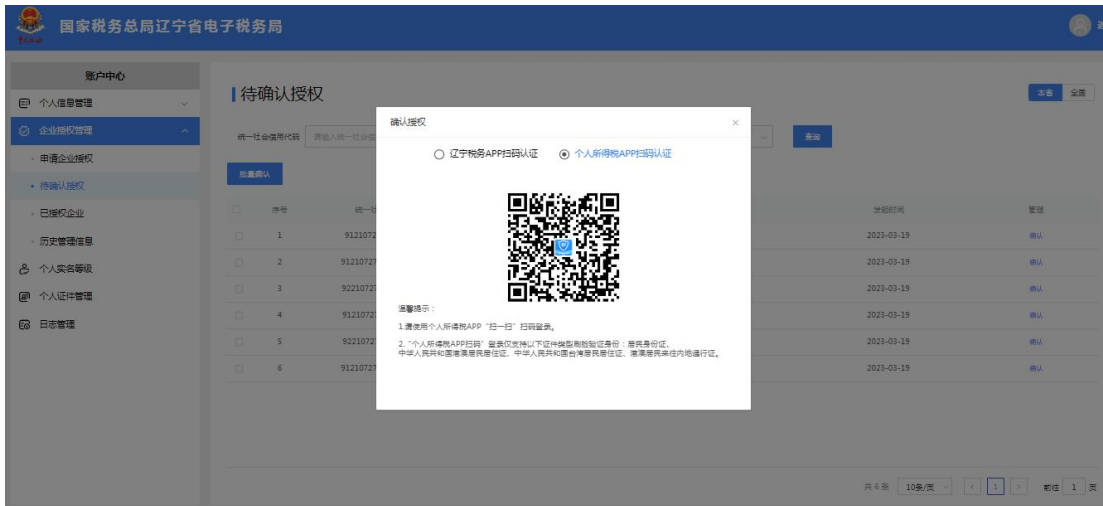 国家税务总局辽宁省电子税务局
账户中心
个人信息管理
企业授权管理
申请企业授权
待确认授权
已授权企业
历史管理信息
个人实名等级
个人证件管理
日志管理
待确认授权
本省 全国
统一社会信用代码 请输入统一社会信 查询
批量确认
序号 统一社 发起时间 管理
1 9121072 2023-03-19 确认
2 91210727 2023-03-19 确认
3 92210727 2023-03-19 确认
4 91210727 2023-03-19 确认
5 92210727 2023-03-19 确认
6 91210727 2023-03-19 确认
共 6 条 10条/页 < 1 > 前往 1 页
确认授权 ×
辽宁税务APP扫码认证 个人所得税APP扫码认证
温馨提示：
1.请使用个人所得税APP“扫一扫”扫码登录。
2.“个人所得税APP扫码”登录仅支持以下证件类型刷脸验证身份：居民身份证、
中华人民共和国港澳居民居住证、中华人民共和国台湾居民居住证、港澳居民来往内地通行证。